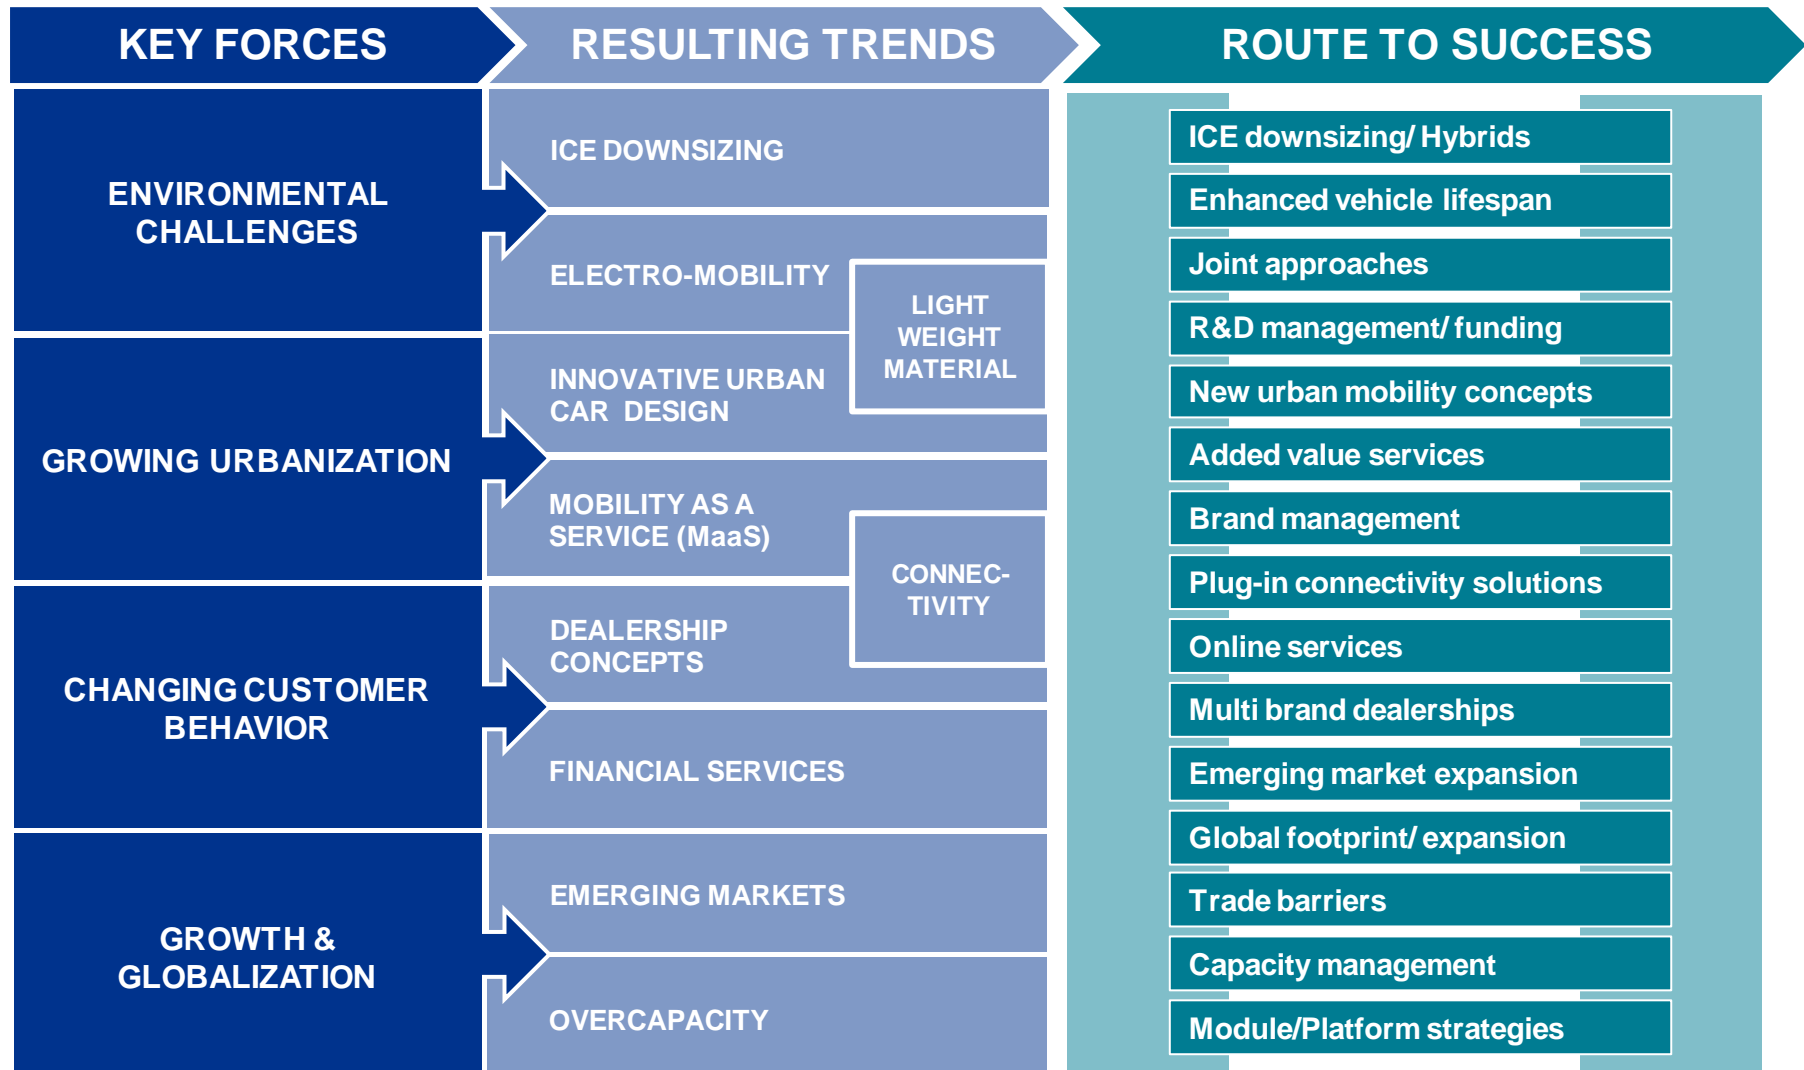 KEY FORCES
RESULTING TRENDS
ROUTE TO SUCCESS
ENVIRONMENTAL
CHALLENGES
GROWING URBANIZATION
CHANGING CUSTOMER
BEHAVIOR
GROWTH &
GLOBALIZATION
ICE DOWNSIZING
ELECTRO-MOBILITY
LIGHT
WEIGHT
MATERIAL
INNOVATIVE URBAN
CAR DESIGN
MOBILITY AS A
SERVICE (MaaS)
CONNEC-
TIVITY
DEALERSHIP
CONCEPTS
FINANCIAL SERVICES
EMERGING MARKETS
OVERCAPACITY
ICE downsizing/ Hybrids
Enhanced vehicle lifespan
Joint approaches
R&D management/ funding
New urban mobility concepts
Added value services
Brand management
Plug-in connectivity solutions
Online services
Multi brand dealerships
Emerging market expansion
Global footprint/ expansion
Trade barriers
Capacity management
Module/Platform strategies